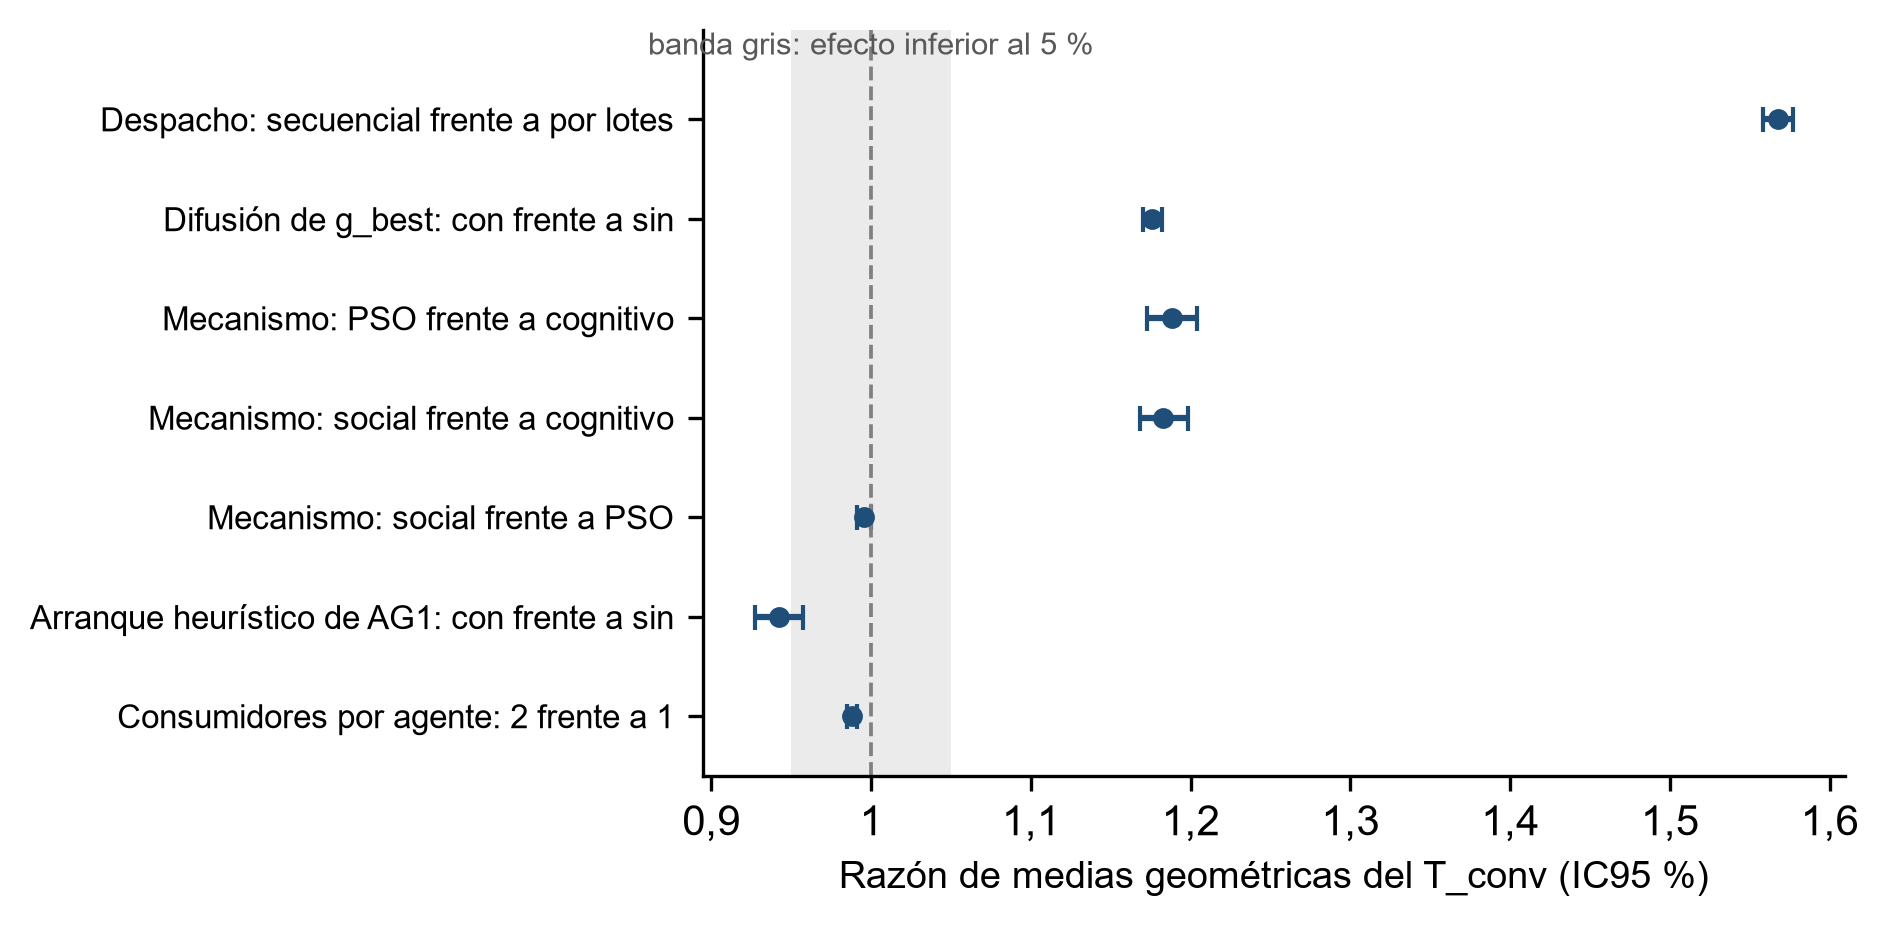 banda gris: efecto inferior al 5 %
Despacho: secuencial frente a por lotes
Difusión de g_best: con frente a sin
Mecanismo: PSO frente a cognitivo
Mecanismo: social frente a cognitivo
Mecanismo: social frente a PSO
Arranque heurístico de AG1: con frente a sin
Consumidores por agente: 2 frente a 1
0,9 1 1,1 1,2 1,3 1,4 1,5 1,6
Razón de medias geométricas del T_conv (IC95 %)